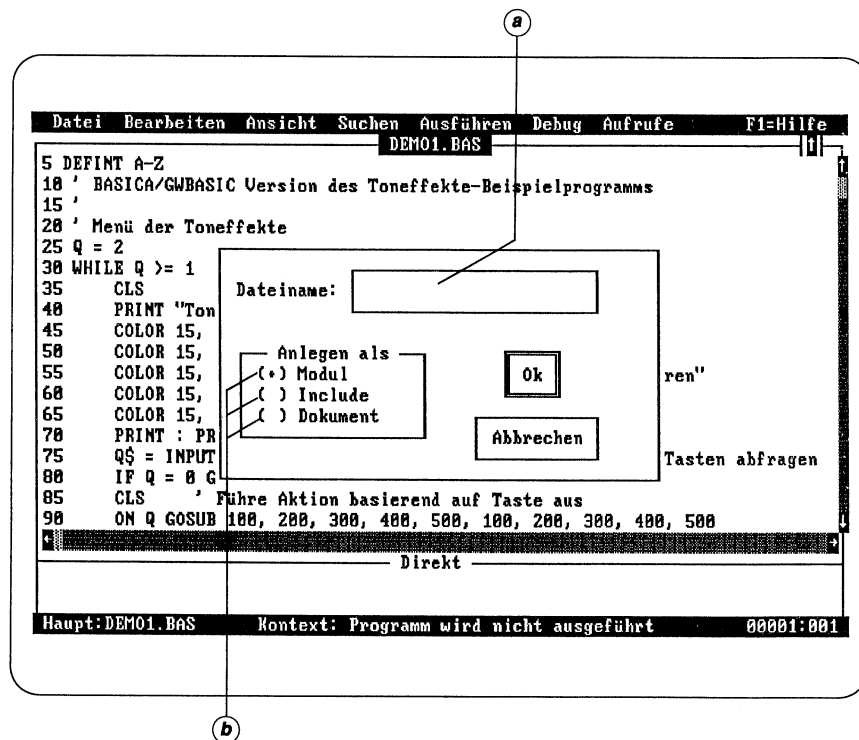 a
Datei Bearbeiten Ansicht Suchen Ausführen Debug Aufrufe F1=Hilfe
DEMO1.BAS
5 DEFINT A-Z
10 ' BASICA/GWBASIC Version des Toneffekte-Beispielprogramms
15 '
20 ' Menü der Toneffekte
25 Q = 2
30 WHILE Q >= 1
35 CLS
40 PRINT "Ton
45 COLOR 15,
50 COLOR 15,
55 COLOR 15,
60 COLOR 15,
65 COLOR 15,
70 PRINT : PR
75 Q$ = INPUT
80 IF Q = 0 G
85 CLS ' Führe Aktion basierend auf Taste aus
90 ON Q GOSUB 100, 200, 300, 400, 500, 100, 200, 300, 400, 500
Dateiname:
Anlegen als
(•) Modul
( ) Include
( ) Dokument
Ok
Abbrechen
ren"
Tasten abfragen
Direkt
Haupt:DEMO1.BAS Kontext: Programm wird nicht ausgeführt 00001:001
b